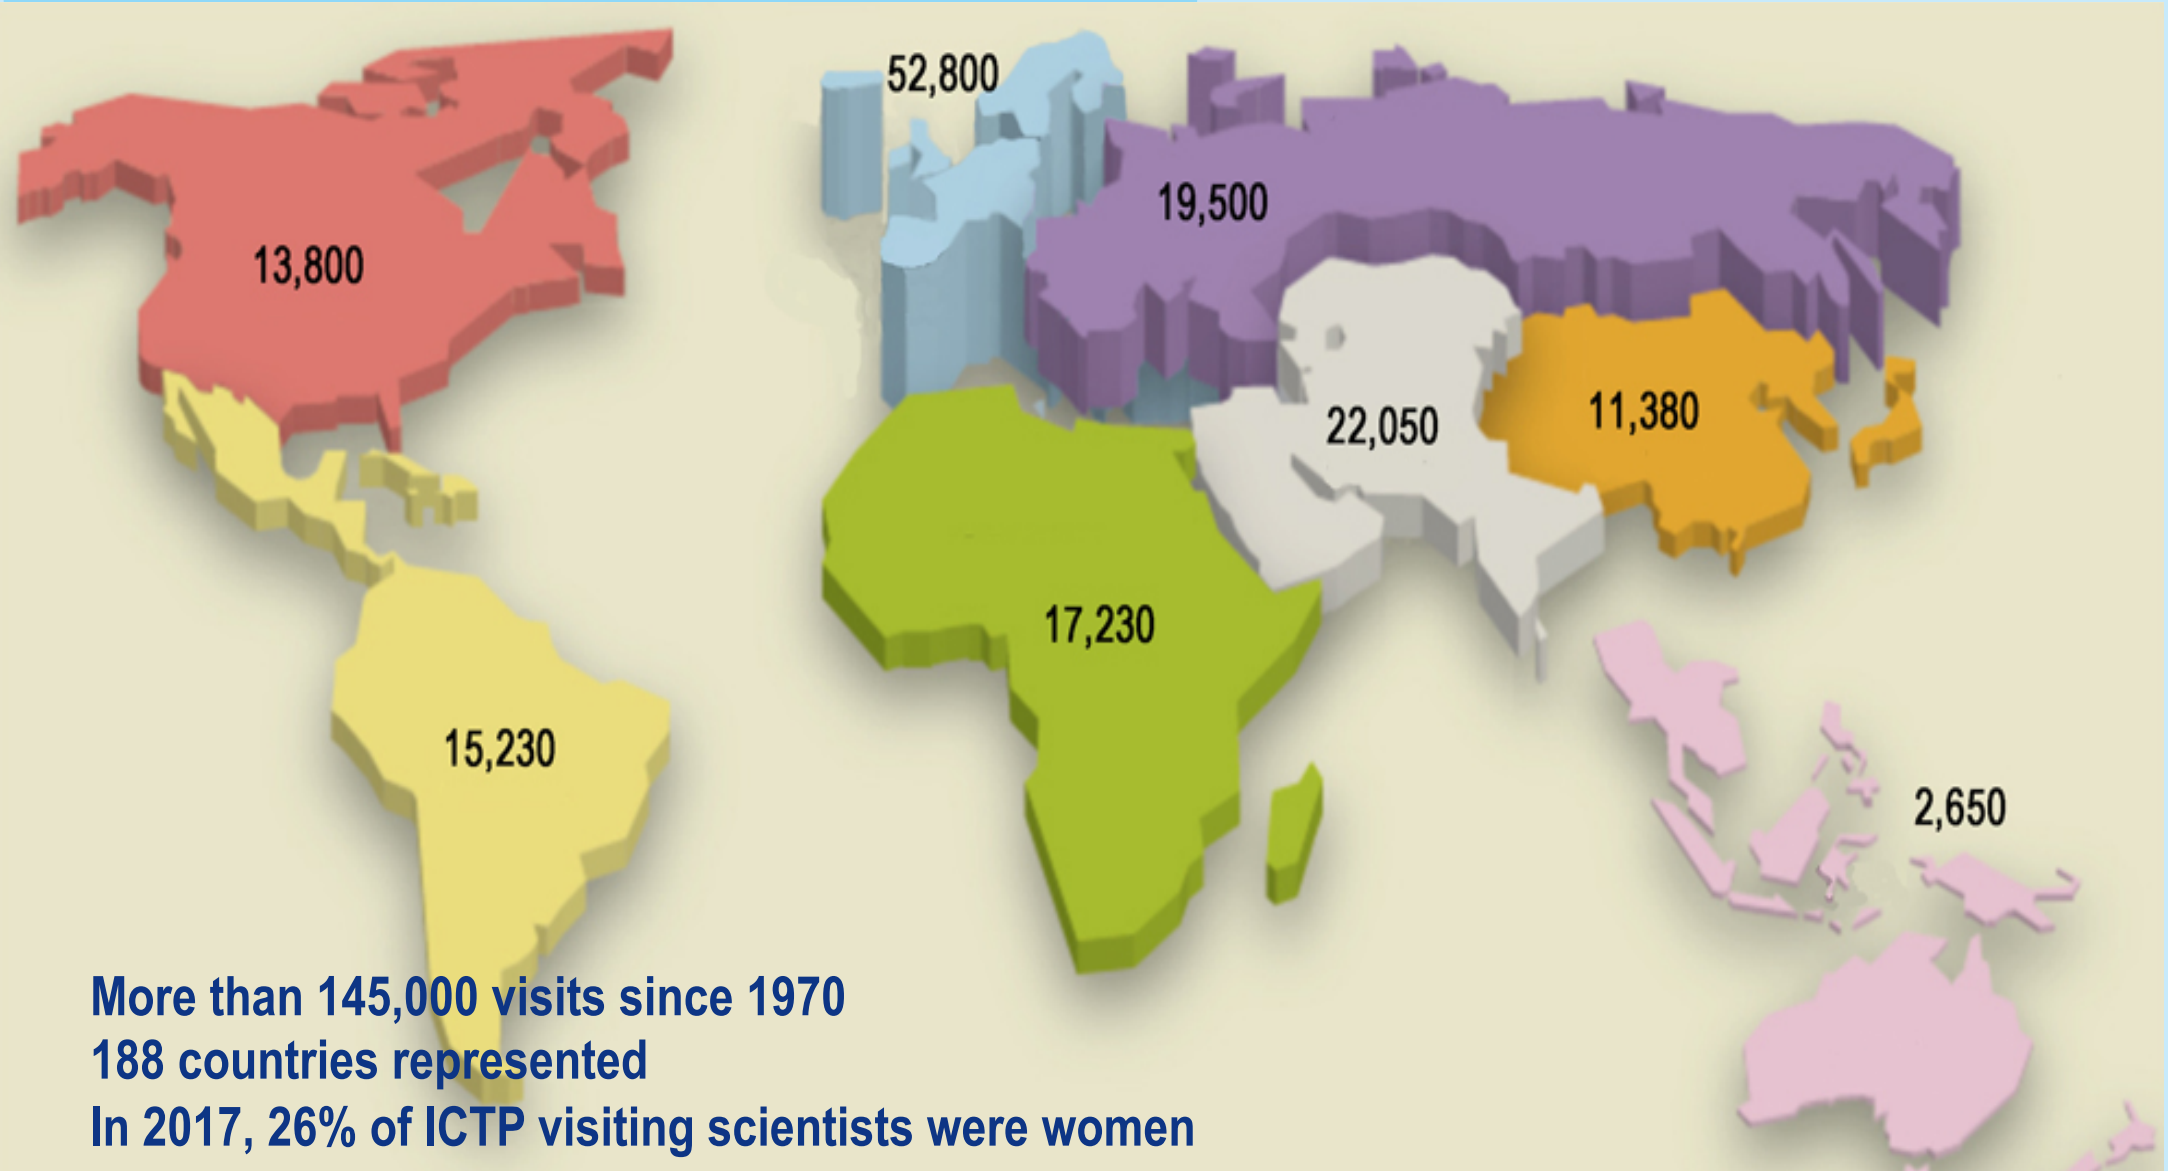 52,800
19,500
13,800
22,050
11,380
17,230
15,230
2,650
More than 145,000 visits since 1970
188 countries represented
In 2017, 26% of ICTP visiting scientists were women